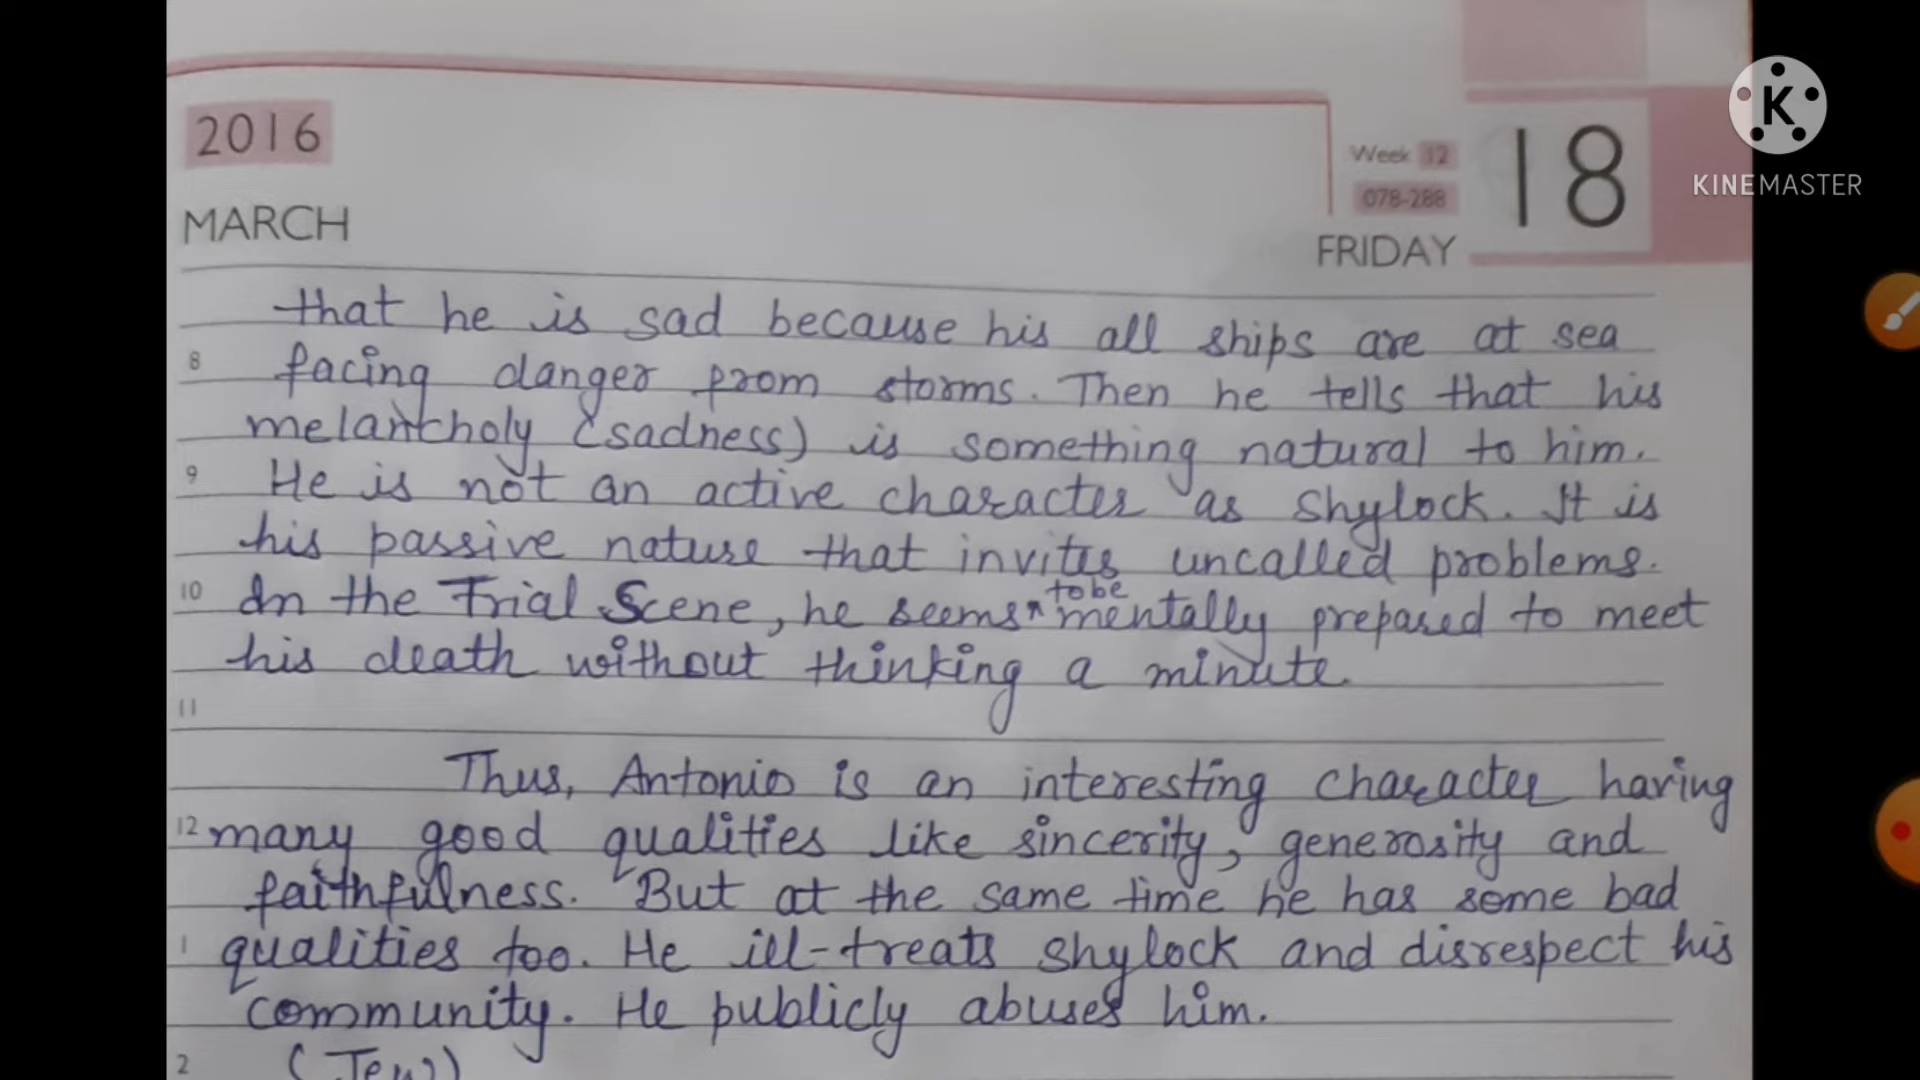 2016
MARCH
Week 12
078-288
FRIDAY
18
K
KINEMASTER
that he is sad because his all ships are at sea
8 facing danger from storms. Then he tells that his
melancholy (sadness) is something natural to him.
9 He is not an active character as Shylock. It is
his passive nature that invites uncalled problems.
10 In the Trial Scene, he seems ^ to be mentally prepared to meet
his death without thinking a minute.
11
Thus, Antonio is an interesting character having
12 many good qualities like sincerity, generosity and
faithfulness. But at the same time he has some bad
1 qualities too. He ill-treats Shylock and disrespect his
community. He publicly abuses him.
2 (Jew)